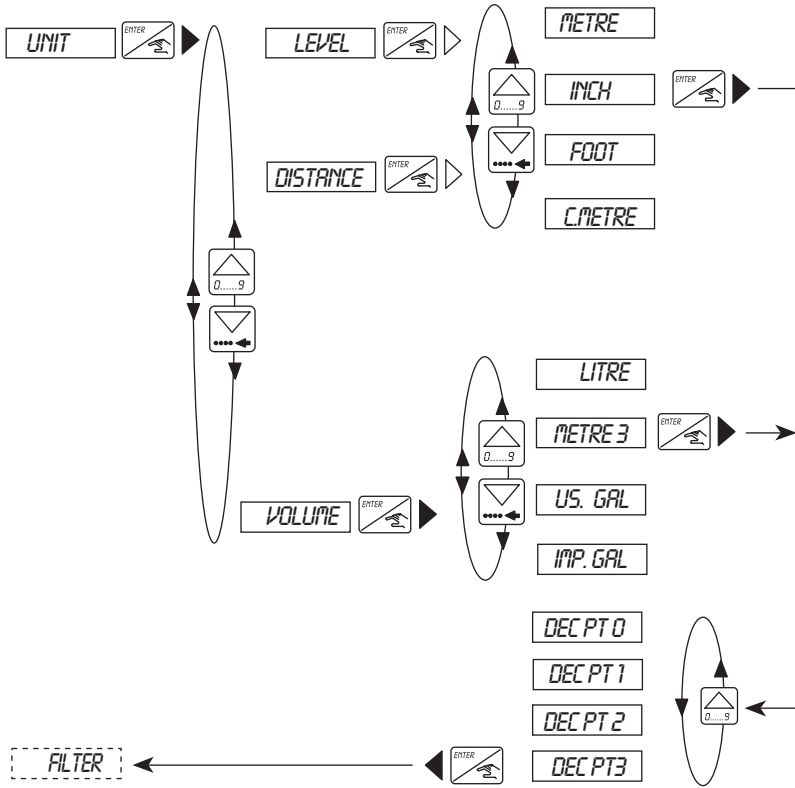 UNIT
ENTER
LEVEL
ENTER
METRE
0......9
INCH
ENTER
FOOT
DISTANCE
ENTER
C.METRE
0......9
LITRE
METRE 3
ENTER
0......9
US. GAL
VOLUME
ENTER
IMP. GAL
DEC PT 0
DEC PT 1
0......9
DEC PT 2
FILTER
ENTER
DEC PT3